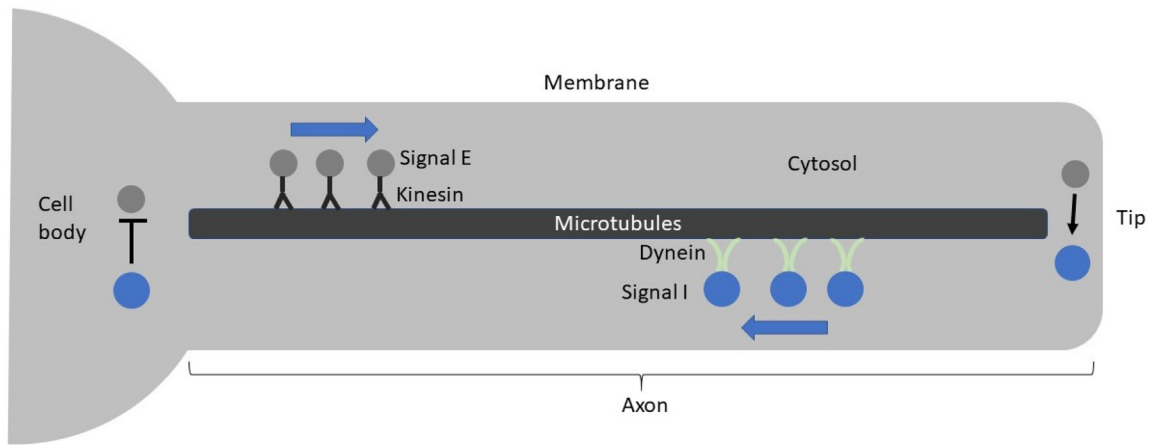 Membrane
Signal E
Cytosol
Kinesin
Cell
body
Microtubules
Tip
Dynein
Signal I
Axon